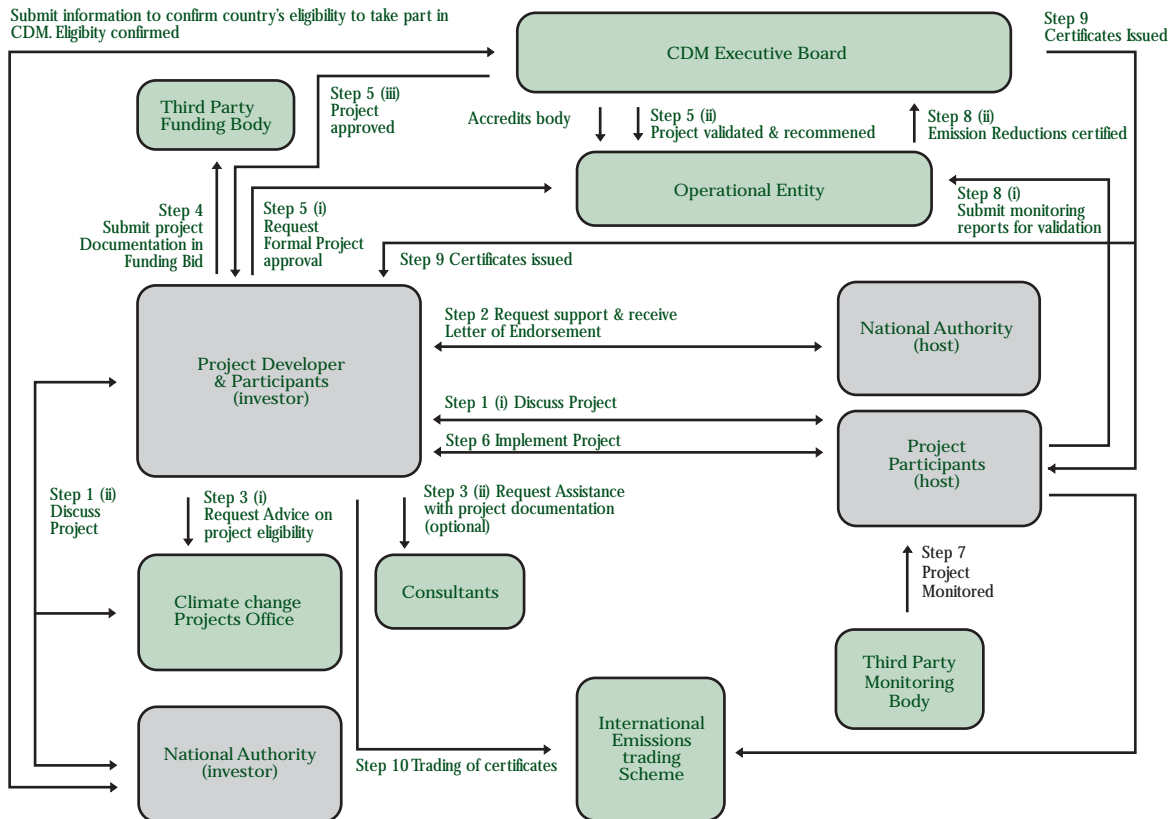 Submit information to confirm country's eligibility to take part in
CDM. Eligibity confirmed
CDM Executive Board
Step 9
Certificates Issued
Third Party
Funding Body
Step 5 (iii)
Project
approved
Accredits body
Step 5 (ii)
Project validated & recommened
Step 8 (ii)
Emission Reductions certified
Operational Entity
Step 4
Submit project
Documentation in
Funding Bid
Step 5 (i)
Request
Formal Project
approval
Step 8 (i)
Submit monitoring
reports for validation
Step 9 Certificates issued
Project Developer
& Participants
(investor)
Step 2 Request support & receive
Letter of Endorsement
National Authority
(host)
Step 1 (i) Discuss Project
Step 6 Implement Project
Project
Participants
(host)
Step 1 (ii)
Discuss
Project
Step 3 (i)
Request Advice on
project eligibility
Step 3 (ii) Request Assistance
with project documentation
(optional)
Climate change
Projects Office
Consultants
Step 7
Project
Monitored
Third Party
Monitoring
Body
National Authority
(investor)
Step 10 Trading of certificates
International
Emissions
trading
Scheme